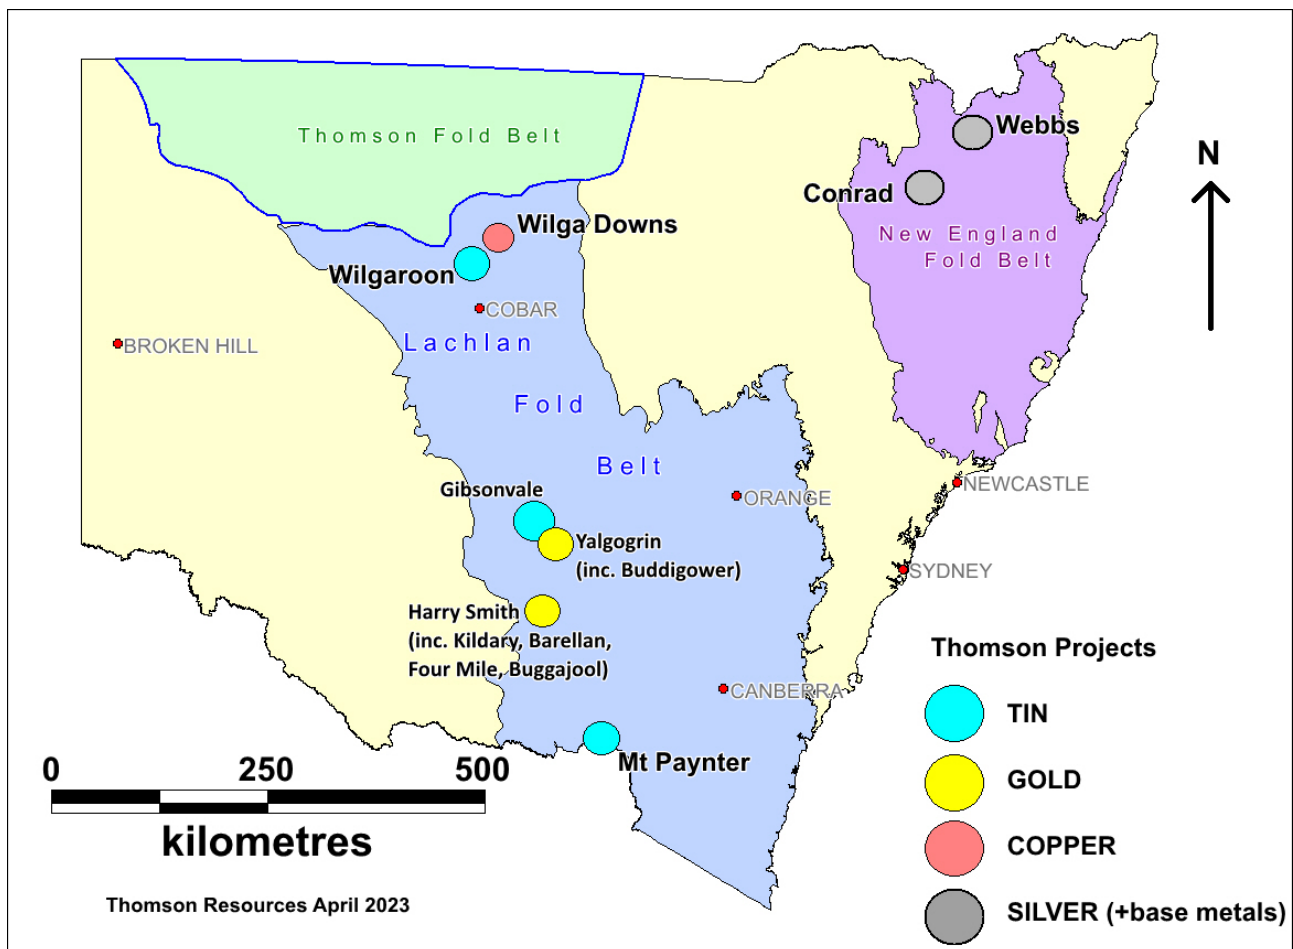 Thomson Fold Belt
Webbs
N
Conrad
New England
Fold Belt
Wilga Downs
Wilgaroon
COBAR
BROKEN HILL
Lachlan
Fold
Belt
Gibsonvale
NEWCASTLE
ORANGE
Yalgogrin
(inc. Buddigower)
SYDNEY
Harry Smith
(inc. Kildary, Barellan,
Four Mile, Buggajool)
CANBERRA
Mt Paynter
0 250 500
kilometres
Thomson Resources April 2023
Thomson Projects
TIN
GOLD
COPPER
SILVER (+base metals)